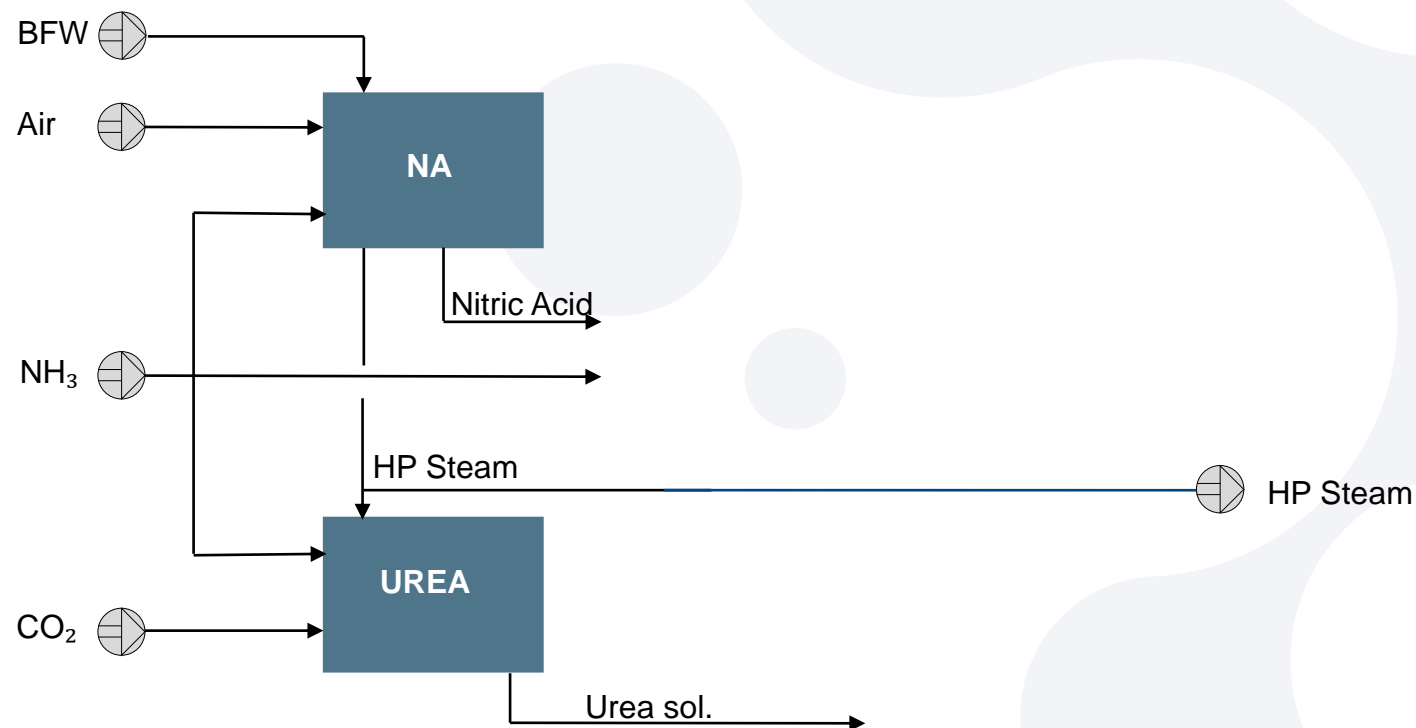 BFW
Air
NA
Nitric Acid
NH₃
HP Steam
HP Steam
UREA
CO₂
Urea sol.